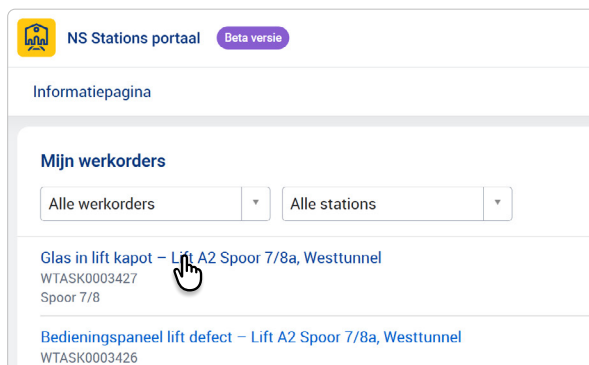 NS Stations portaal Beta versie
Informatiepagina
Mijn werkorders
Alle werkorders Alle stations
Glas in lift kapot – Lift A2 Spoor 7/8a, Westtunnel
WTASK0003427
Spoor 7/8
Bedieningspaneel lift defect – Lift A2 Spoor 7/8a, Westtunnel
WTASK0003426